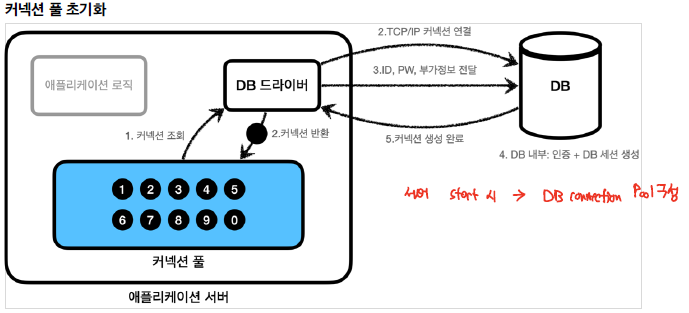 커넥션 풀 초기화
2.TCP/IP 커넥션 연결
애플리케이션 로직
DB 드라이버
3.ID, PW, 부가정보 전달
DB
1. 커넥션 조회
2.커넥션 반환
5.커넥션 생성 완료
4. DB 내부: 인증 + DB 세션 생성
1 2 3 4 5
6 7 8 9 0
서버 start 시 → DB connection Pool 구성
커넥션 풀
애플리케이션 서버